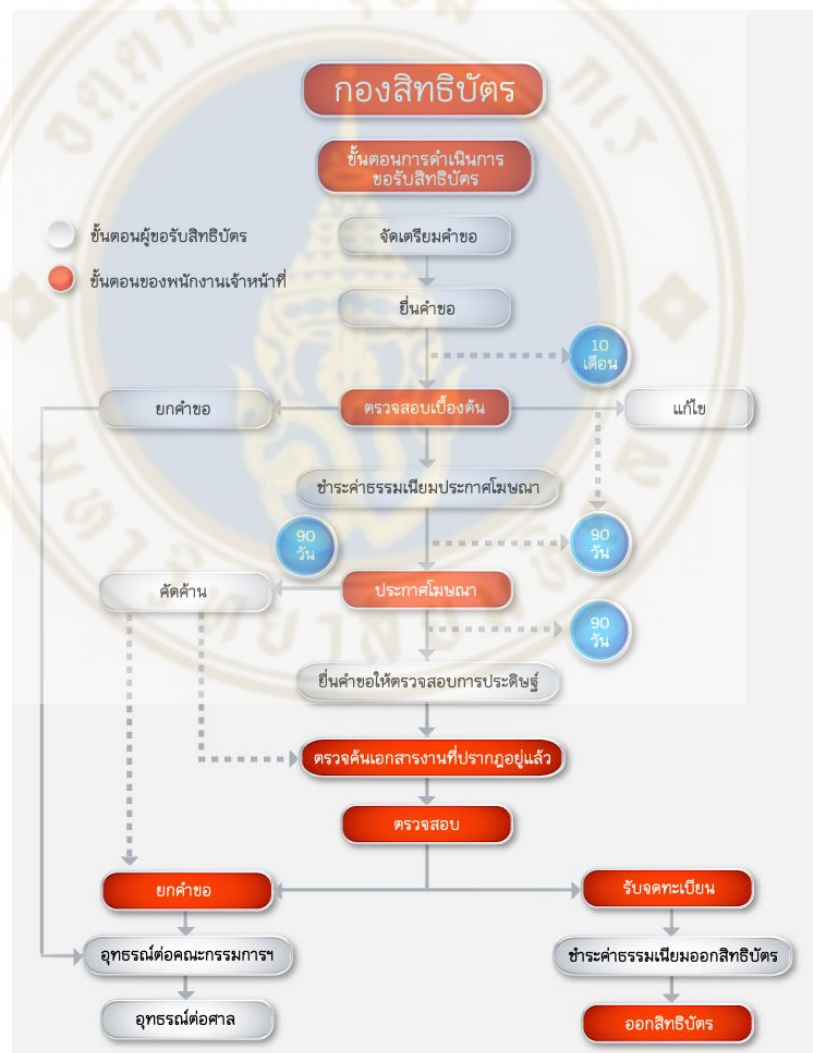 กองสิทธิบัตร
ขั้นตอนการดำเนินการ
ขอรับสิทธิบัตร
ขั้นตอนผู้ขอรับสิทธิบัตร
ขั้นตอนของพนักงานเจ้าหน้าที่
จัดเตรียมคำขอ
ยื่นคำขอ
10
เดือน
ยกคำขอ
ตรวจสอบเบื้องต้น
แก้ไข
ชำระค่าธรรมเนียมประกาศโฆษณา
90
วัน
90
วัน
คัดค้าน
ประกาศโฆษณา
90
วัน
ยื่นคำขอให้ตรวจสอบการประดิษฐ์
ตรวจค้นเอกสารงานที่ปรากฎอยู่แล้ว
ตรวจสอบ
ยกคำขอ
รับจดทะเบียน
อุทธรณ์ต่อคณะกรรมการฯ
ชำระค่าธรรมเนียมออกสิทธิบัตร
อุทธรณ์ต่อศาล
ออกสิทธิบัตร